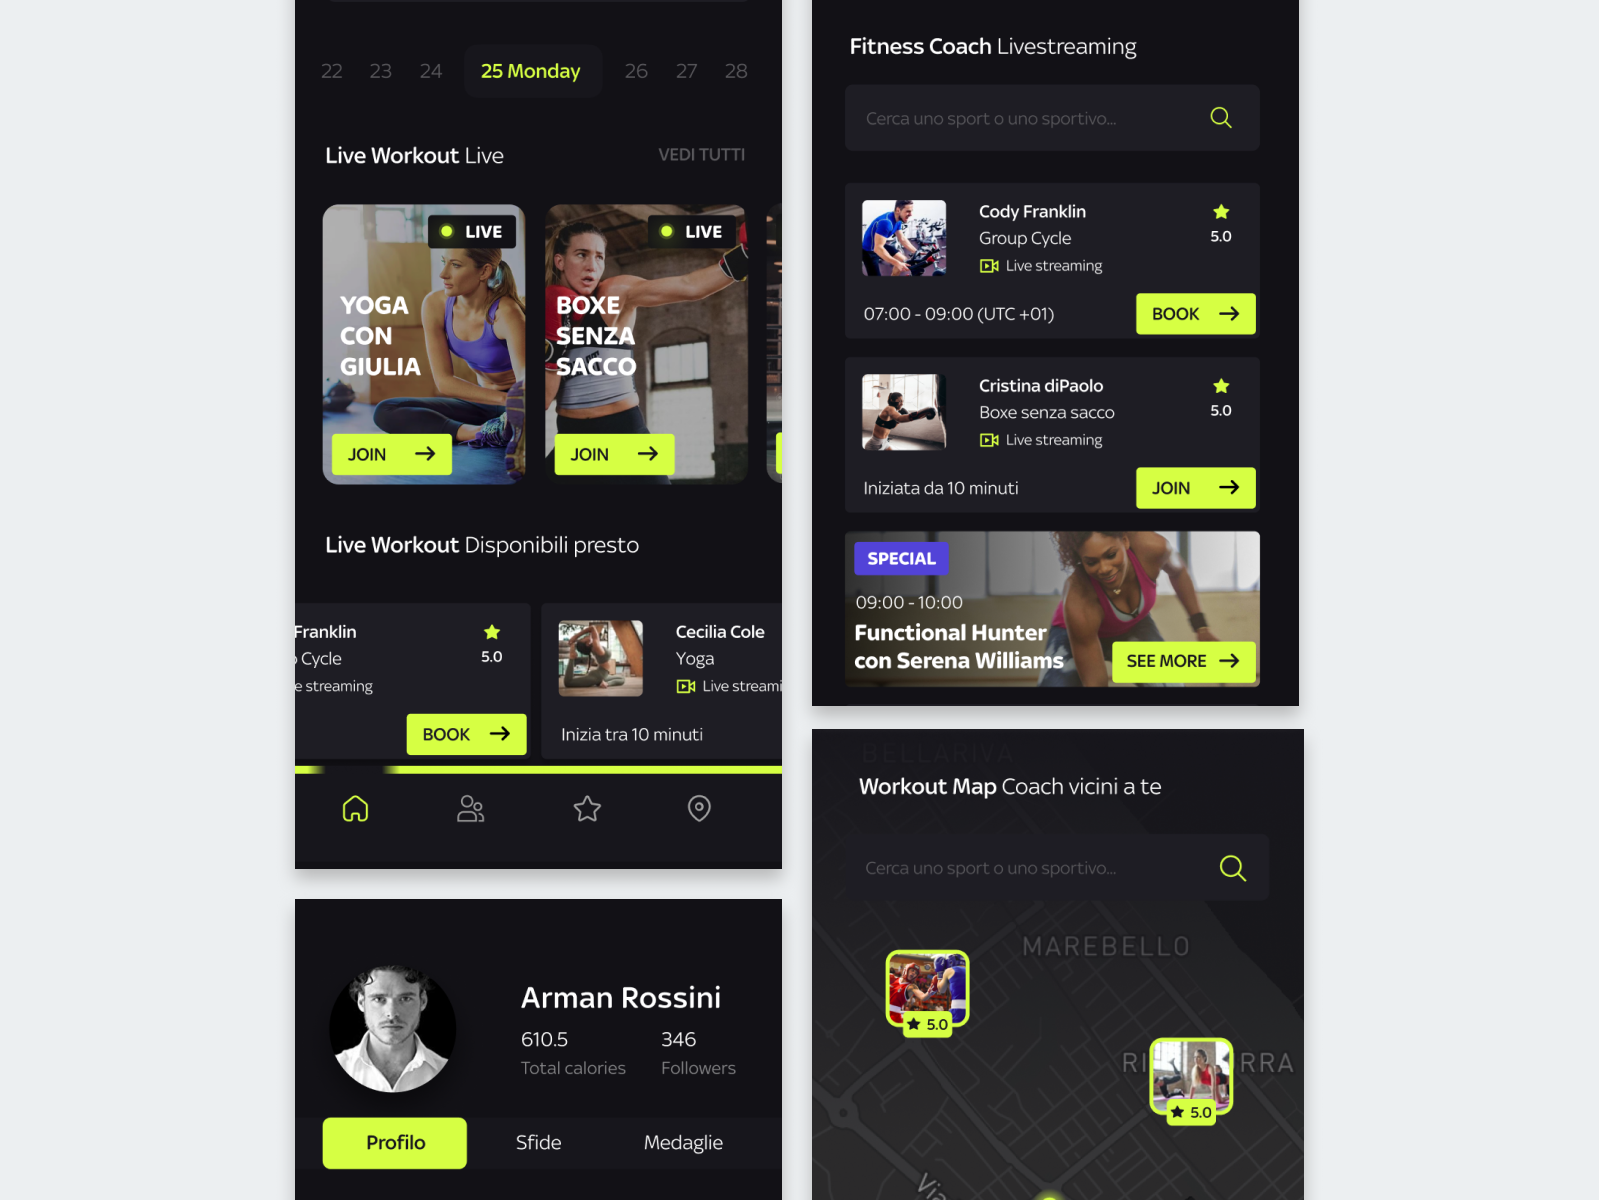 22 23 24 25 Monday 26 27 28
Live Workout Live
VEDI TUTTI
LIVE
YOGA
CON
GIULIA
JOIN
LIVE
BOXE
SENZA
SACCO
JOIN
Live Workout Disponibili presto
Franklin
Cycle
5.0
streaming
BOOK
Cecilia Cole
Yoga
Live streami
Inizia tra 10 minuti
Arman Rossini
610.5
Total calories
346
Followers
Profilo
Sfide
Medaglie
Fitness Coach Livestreaming
Cerca uno sport o uno sportivo...
Cody Franklin
Group Cycle
Live streaming
5.0
07:00 - 09:00 (UTC +01)
BOOK
Cristina diPaolo
Boxe senza sacco
Live streaming
5.0
Iniziata da 10 minuti
JOIN
SPECIAL
09:00 - 10:00
Functional Hunter
con Serena Williams
SEE MORE
BELLARIVA
Workout Map Coach vicini a te
Cerca uno sport o uno sportivo...
MAREBELLO
5.0
5.0
Via